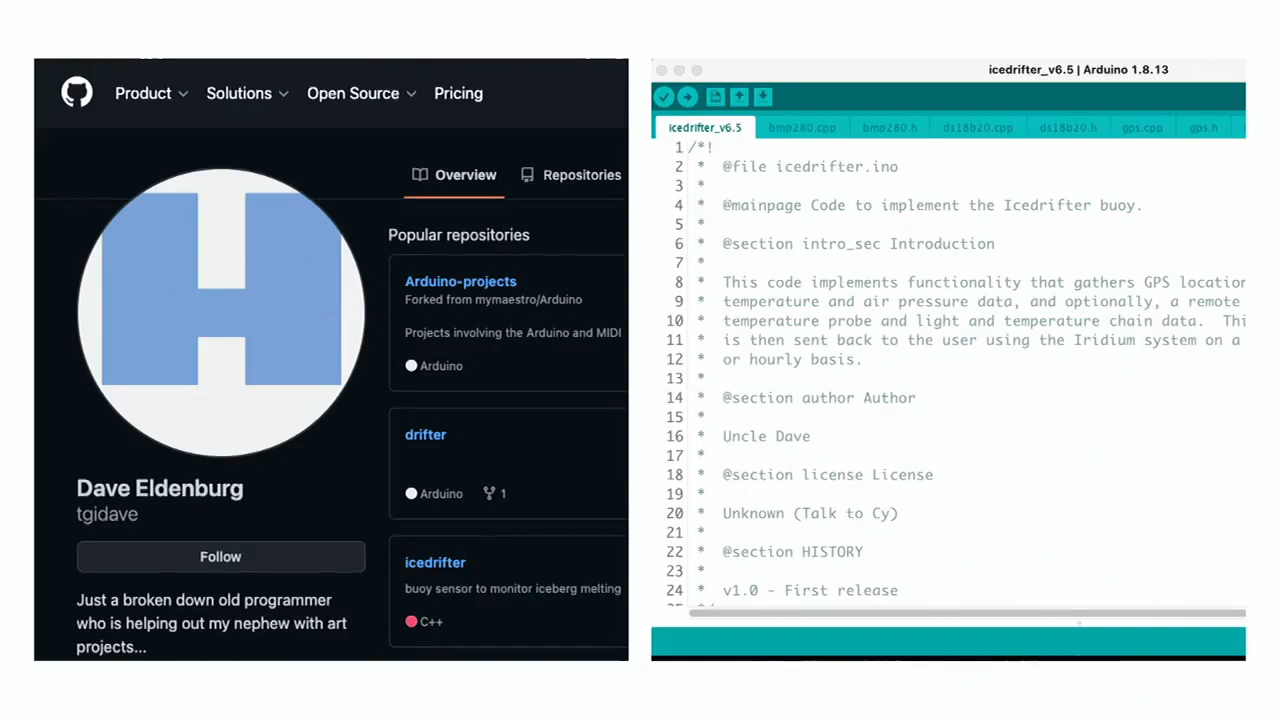 Product Solutions Open Source Pricing
Overview Repositories
Popular repositories
Arduino-projects
Forked from mymaestro/Arduino
Projects involving the Arduino and MIDI
Arduino
drifter
Arduino 1
icedrifter
buoy sensor to monitor iceberg melting
C++
Dave Eldenburg
tgidave
Follow
Just a broken down old programmer
who is helping out my nephew with art
projects...
icedrifter_v6.5 | Arduino 1.8.13
icedrifter_v6.5 bmp280.cpp bmp280.h ds18b20.cpp ds18b20.h gps.cpp gps.h
1 /*!
2 * @file icedrifter.ino
3 *
4 * @mainpage Code to implement the Icedrifter buoy.
5 *
6 * @section intro_sec Introduction
7 *
8 * This code implements functionality that gathers GPS location
9 * temperature and air pressure data, and optionally, a remote
10 * temperature probe and light and temperature chain data. Thi
11 * is then sent back to the user using the Iridium system on a
12 * or hourly basis.
13 *
14 * @section author Author
15 *
16 * Uncle Dave
17 *
18 * @section license License
19 *
20 * Unknown (Talk to Cy)
21 *
22 * @section HISTORY
23 *
24 * v1.0 - First release